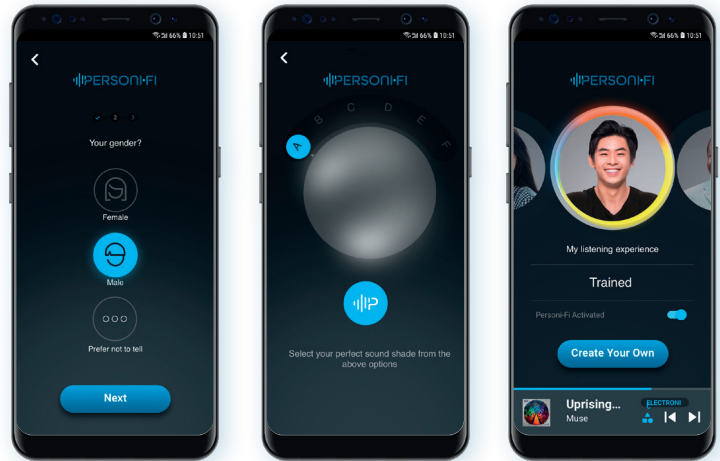 66% 10:51
PERSONI•FI
2 3
Your gender?
Female
Male
Prefer not to tell
Next
66% 10:51
PERSONI•FI
A B C D E F
Select your perfect sound shade from the
above options
66% 10:51
PERSONI•FI
My listening experience
Trained
Personi-Fi Activated
Create Your Own
Uprising...
ELECTRONI
Muse